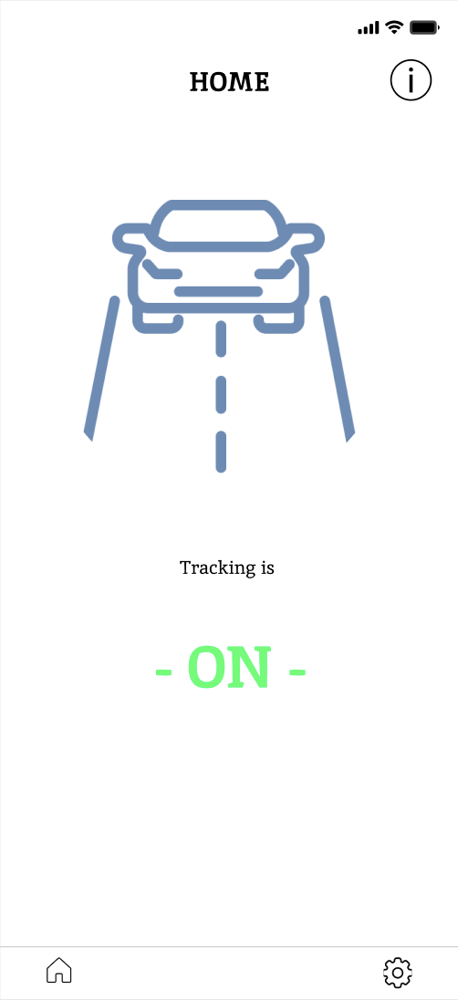 HOME
Tracking is
- ON -